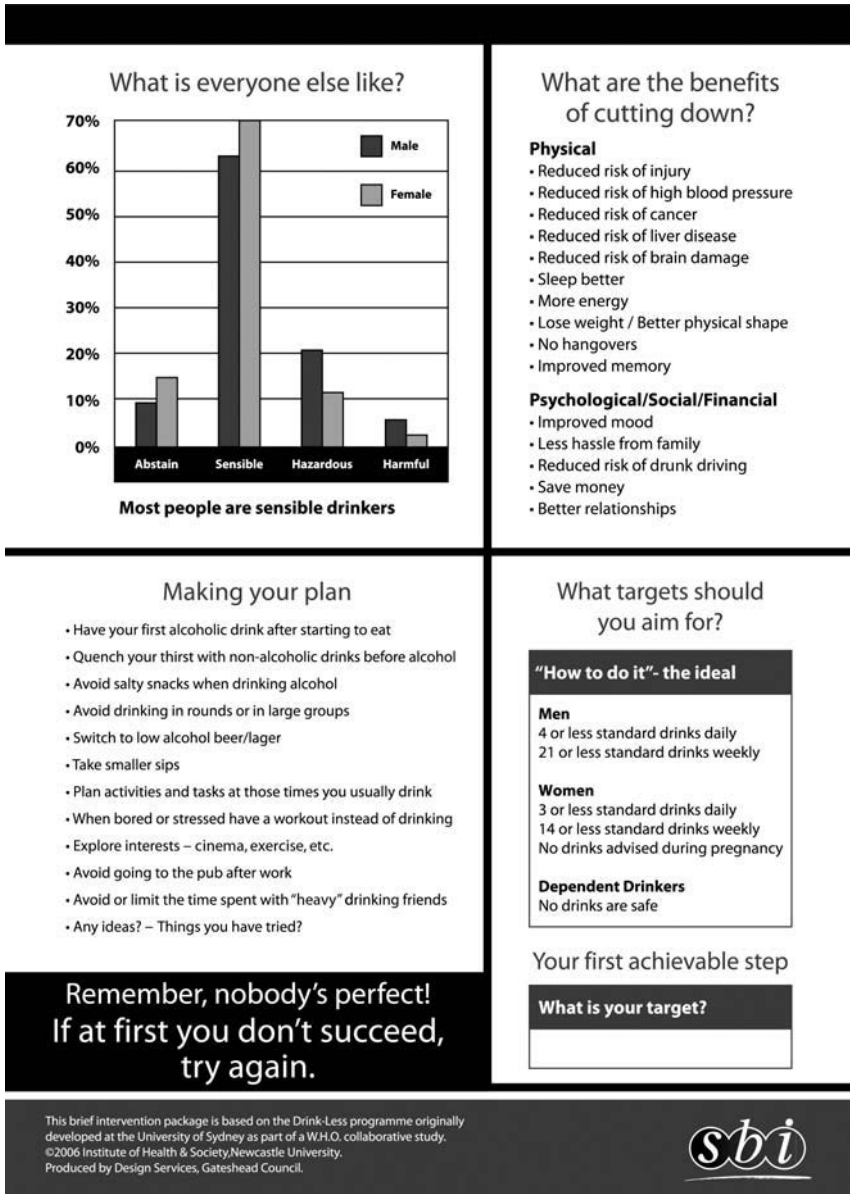 What is everyone else like?
70%
60%
50%
40%
30%
20%
10%
0%
Male
Female
Abstain Sensible Hazardous Harmful
Most people are sensible drinkers
What are the benefits
of cutting down?
Physical
• Reduced risk of injury
• Reduced risk of high blood pressure
• Reduced risk of cancer
• Reduced risk of liver disease
• Reduced risk of brain damage
• Sleep better
• More energy
• Lose weight / Better physical shape
• No hangovers
• Improved memory
Psychological/Social/Financial
• Improved mood
• Less hassle from family
• Reduced risk of drunk driving
• Save money
• Better relationships
Making your plan
• Have your first alcoholic drink after starting to eat
• Quench your thirst with non-alcoholic drinks before alcohol
• Avoid salty snacks when drinking alcohol
• Avoid drinking in rounds or in large groups
• Switch to low alcohol beer/lager
• Take smaller sips
• Plan activities and tasks at those times you usually drink
• When bored or stressed have a workout instead of drinking
• Explore interests – cinema, exercise, etc.
• Avoid going to the pub after work
• Avoid or limit the time spent with "heavy" drinking friends
• Any ideas? – Things you have tried?
Remember, nobody's perfect!
If at first you don't succeed,
try again.
What targets should
you aim for?
"How to do it"- the ideal
Men
4 or less standard drinks daily
21 or less standard drinks weekly
Women
3 or less standard drinks daily
14 or less standard drinks weekly
No drinks advised during pregnancy
Dependent Drinkers
No drinks are safe
Your first achievable step
What is your target?
This brief intervention package is based on the Drink-Less programme originally
developed at the University of Sydney as part of a W.H.O. collaborative study.
©2006 Institute of Health & Society,Newcastle University.
Produced by Design Services, Gateshead Council.
sbi